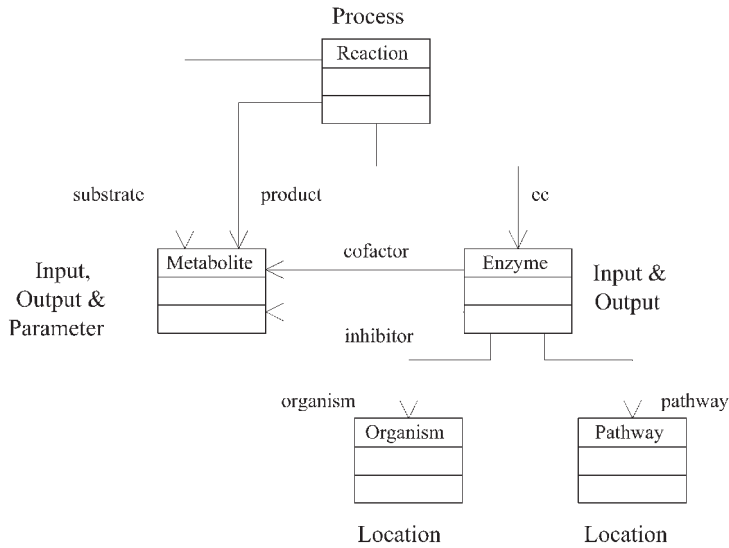 Process
Reaction
substrate
product
ec
Metabolite
cofactor
Enzyme
Input,
Output &
Parameter
Input &
Output
inhibitor
organism
pathway
Organism
Pathway
Location
Location